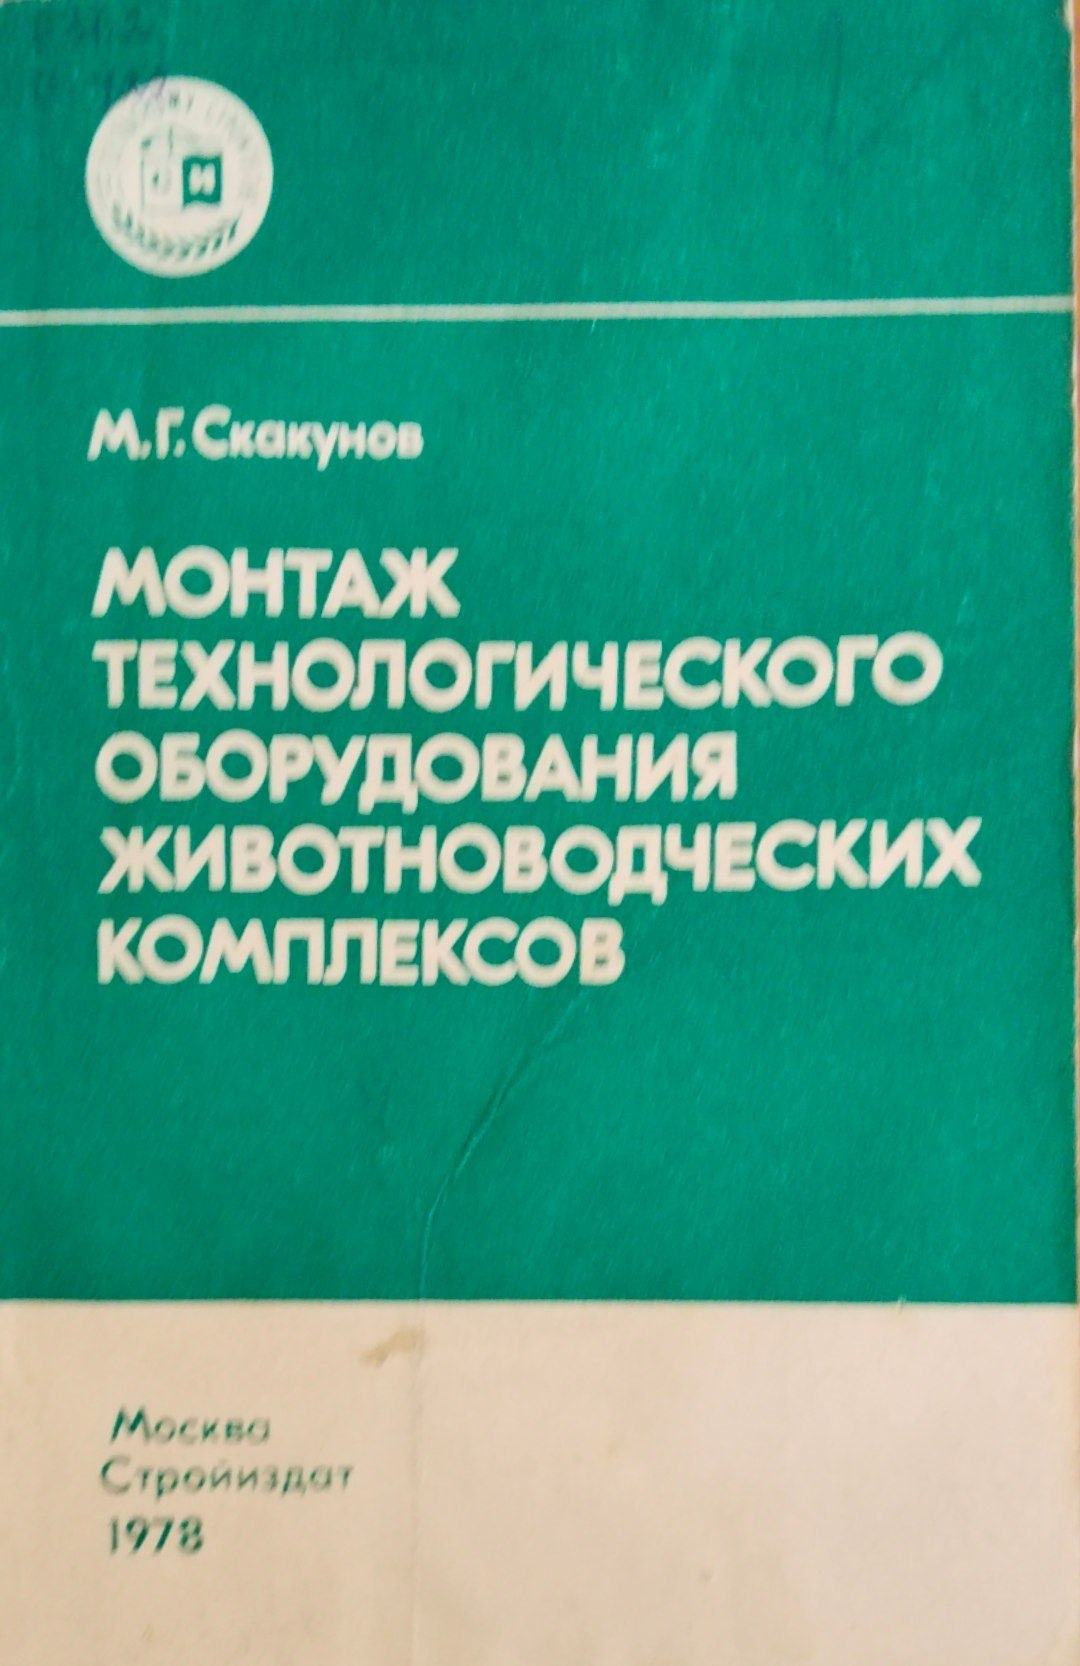 М.Г. Скакунов
МОНТАЖ
ТЕХНОЛОГИЧЕСКОГО
ОБОРУДОВАНИЯ
ЖИВОТНОВОДЧЕСКИХ
КОМПЛЕКСОВ
Москва
Стройиздат
1978